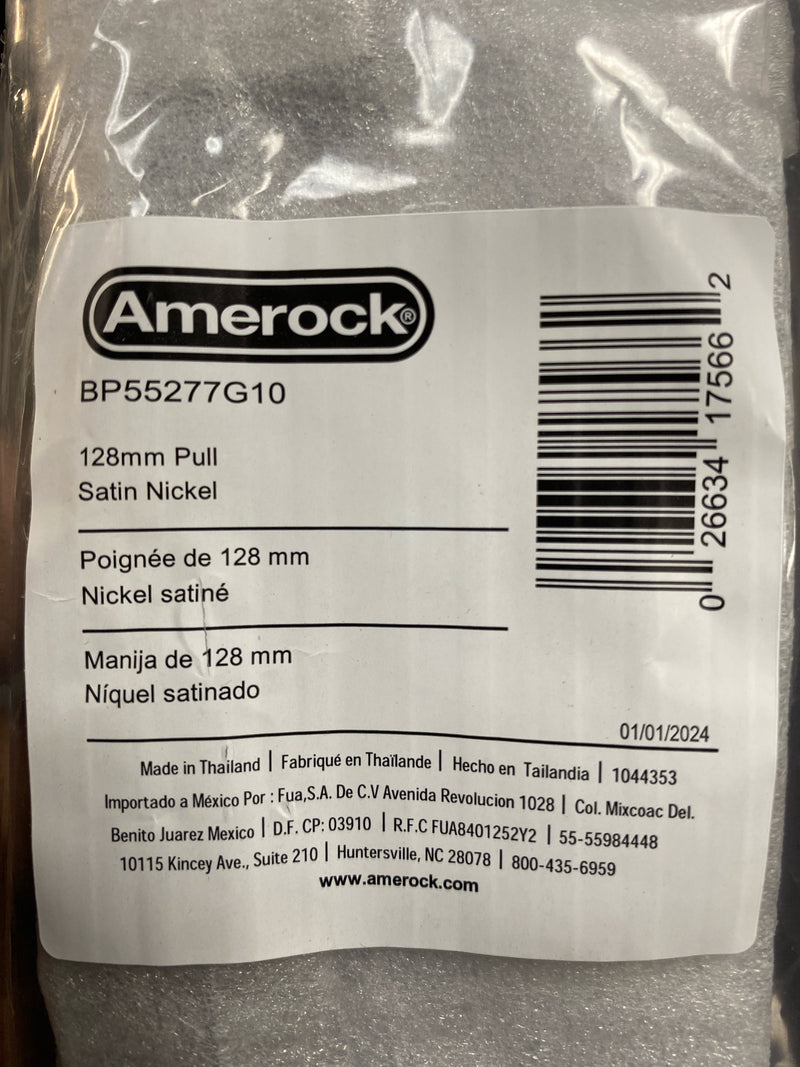 Amerock®
BP55277G10
128mm Pull
Satin Nickel
Poignée de 128 mm
Nickel satiné
Manija de 128 mm
Níquel satinado
0 26634 17566 2
01/01/2024
Made in Thailand | Fabriqué en Thaïlande | Hecho en Tailandia | 1044353
Importado a México Por : Fua,S.A. De C.V Avenida Revolucion 1028 | Col. Mixcoac Del.
Benito Juarez Mexico | D.F. CP: 03910 | R.F.C FUA8401252Y2 | 55-55984448
10115 Kincey Ave., Suite 210 | Huntersville, NC 28078 | 800-435-6959
www.amerock.com